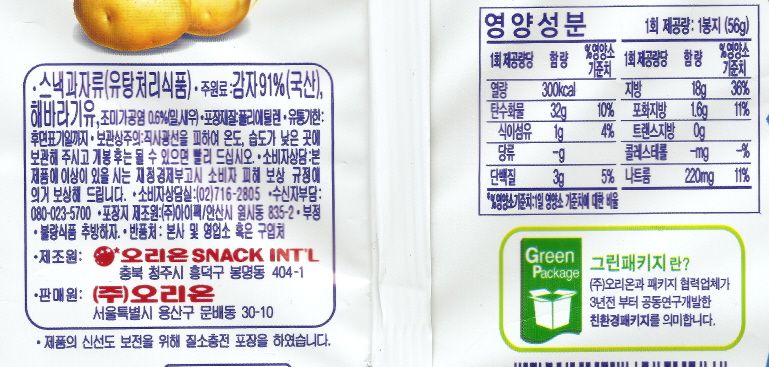 • 스낵과자류(유탕처리식품) • 주원료:감자91%(국산),
해바라기유, 조미가공염 0.6%(밀,새우) •포장재질:폴리에틸렌 •유통기한:
후면표기일까지 • 보관상주의:직사광선을 피하여 온도, 습도가 낮은 곳에
보관해 주시고 개봉 후는 될 수 있으면 빨리 드십시오. •소비자상담:본
제품에 이상이 있을 시는 재정경제부고시 소비자 피해 보상 규정에
의거 보상해 드립니다. •소비자상담실:(02)716-2805 •수신자부담:
080-023-5700 •포장지 제조원:(주)아이팩/안산시 원시동 835-2 •부정
•불량식품 추방하자. •반품처: 본사 및 영업소 혹은 구입처
•제조원: 오리온 SNACK INT'L
충북 청주시 흥덕구 봉명동 404-1
•판매원: (주)오리온
서울특별시 용산구 문배동 30-10
• 제품의 신선도 보전을 위해 질소충전 포장을 하였습니다.
영양성분 1회 제공량: 1봉지 (56g)
1회 제공량당 함량 %영양소 기준치 1회 제공량당 함량 %영양소 기준치
열량 300kcal 지방 18g 36%
탄수화물 32g 10% 포화지방 1.6g 11%
식이섬유 1g 4% 트랜스지방 0g
당류 -g 콜레스테롤 -mg -%
단백질 3g 5% 나트륨 220mg 11%
*%영양소기준치:1일 영양소 기준치에 대한 비율
Green
Package
그린패키지란?
(주)오리온과 패키지 협력업체가
3년전 부터 공동연구개발한
친환경패키지를 의미합니다.